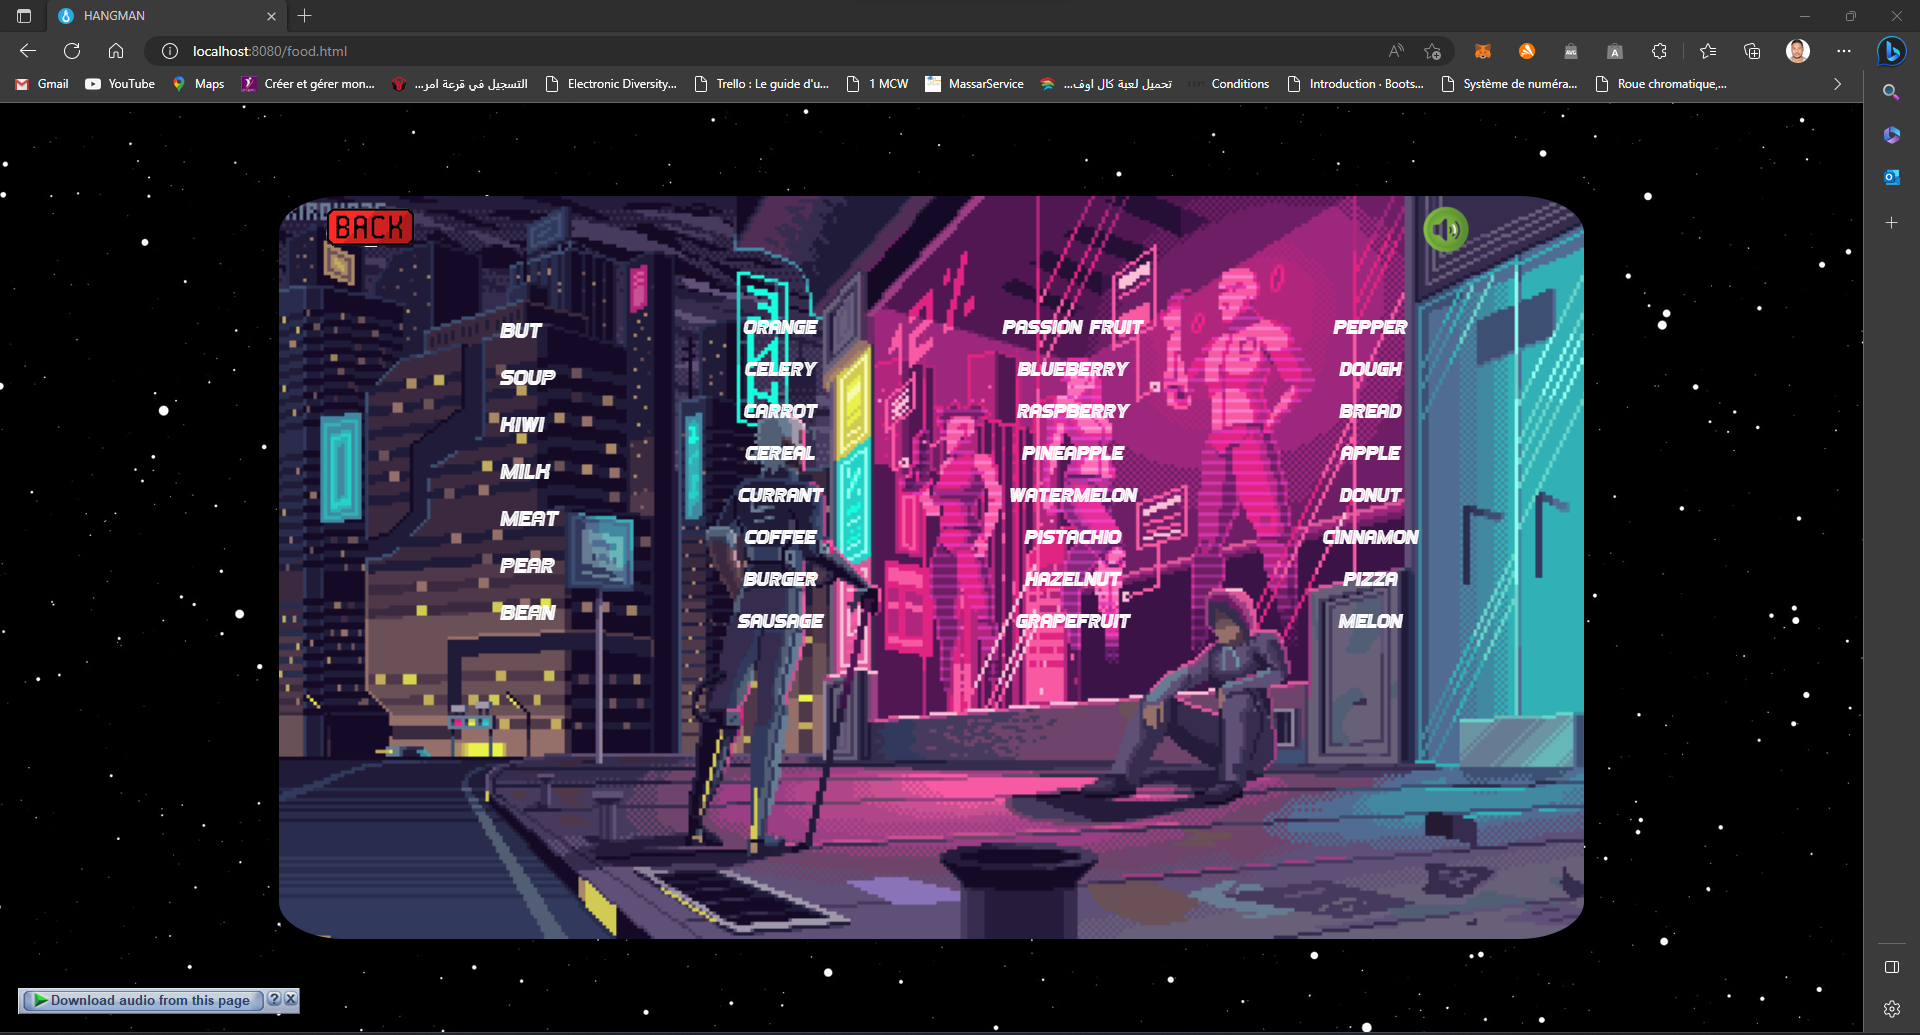 HANGMAN
localhost:8080/food.html
Gmail
YouTube
Maps
Créer et gérer mon...
التسجيل في قرعة امر...
Electronic Diversity...
Trello : Le guide d'u...
1 MCW
MassarService
تحميل لعبة كال اوف...
Conditions
Introduction · Boots...
Système de numéra...
Roue chromatique,...
BACK
BUT
SOUP
KIWI
MILK
MEAT
PEAR
BEAN
ORANGE
CELERY
CARROT
CEREAL
CURRANT
COFFEE
BURGER
SAUSAGE
PASSION FRUIT
BLUEBERRY
RASPBERRY
PINEAPPLE
WATERMELON
PISTACHIO
HAZELNUT
GRAPEFRUIT
PEPPER
DOUGH
BREAD
APPLE
DONUT
CINNAMON
PIZZA
MELON
Download audio from this page